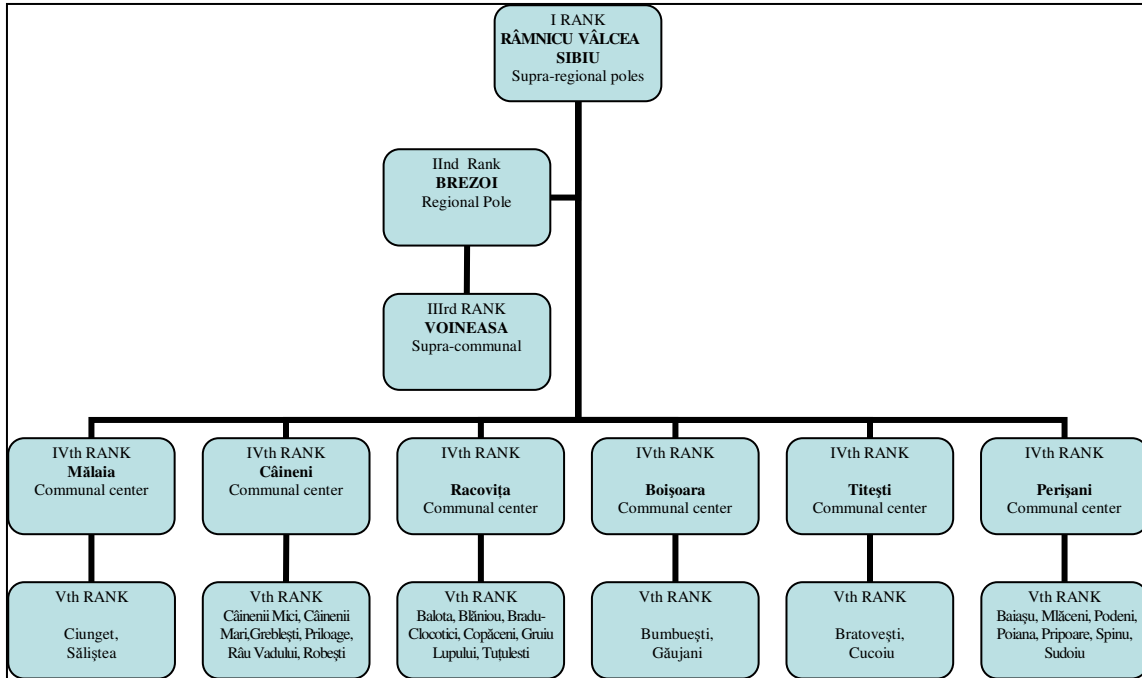 I RANK
RÂMNICU VÂLCEA
SIBIU
Supra-regional poles
IInd Rank
BREZOI
Regional Pole
IIIrd RANK
VOINEASA
Supra-communal
IVth RANK
Mălaia
Communal center
IVth RANK
Câineni
Communal center
IVth RANK
Racovița
Communal center
IVth RANK
Boişoara
Communal center
IVth RANK
Titeşti
Communal center
IVth RANK
Perişani
Communal center
Vth RANK
Ciunget,
Săliştea
Vth RANK
Câinenii Mici, Câinenii
Mari,Greblești, Priloage,
Râu Vadului, Robești
Vth RANK
Balota, Blăniou, Bradu-
Clocotici, Copăceni, Gruiu
Lupului, Tuțulesti
Vth RANK
Bumbuești,
Găujani
Vth RANK
Bratovești,
Cucoiu
Vth RANK
Baiașu, Mlăceni, Podeni,
Poiana, Pripoare, Spinu,
Sudoiu